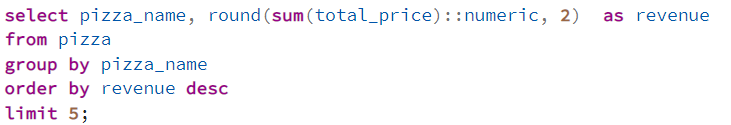 select pizza_name, round(sum(total_price)::numeric, 2)  as revenue
from pizza
group by pizza_name
order by revenue desc
limit 5;